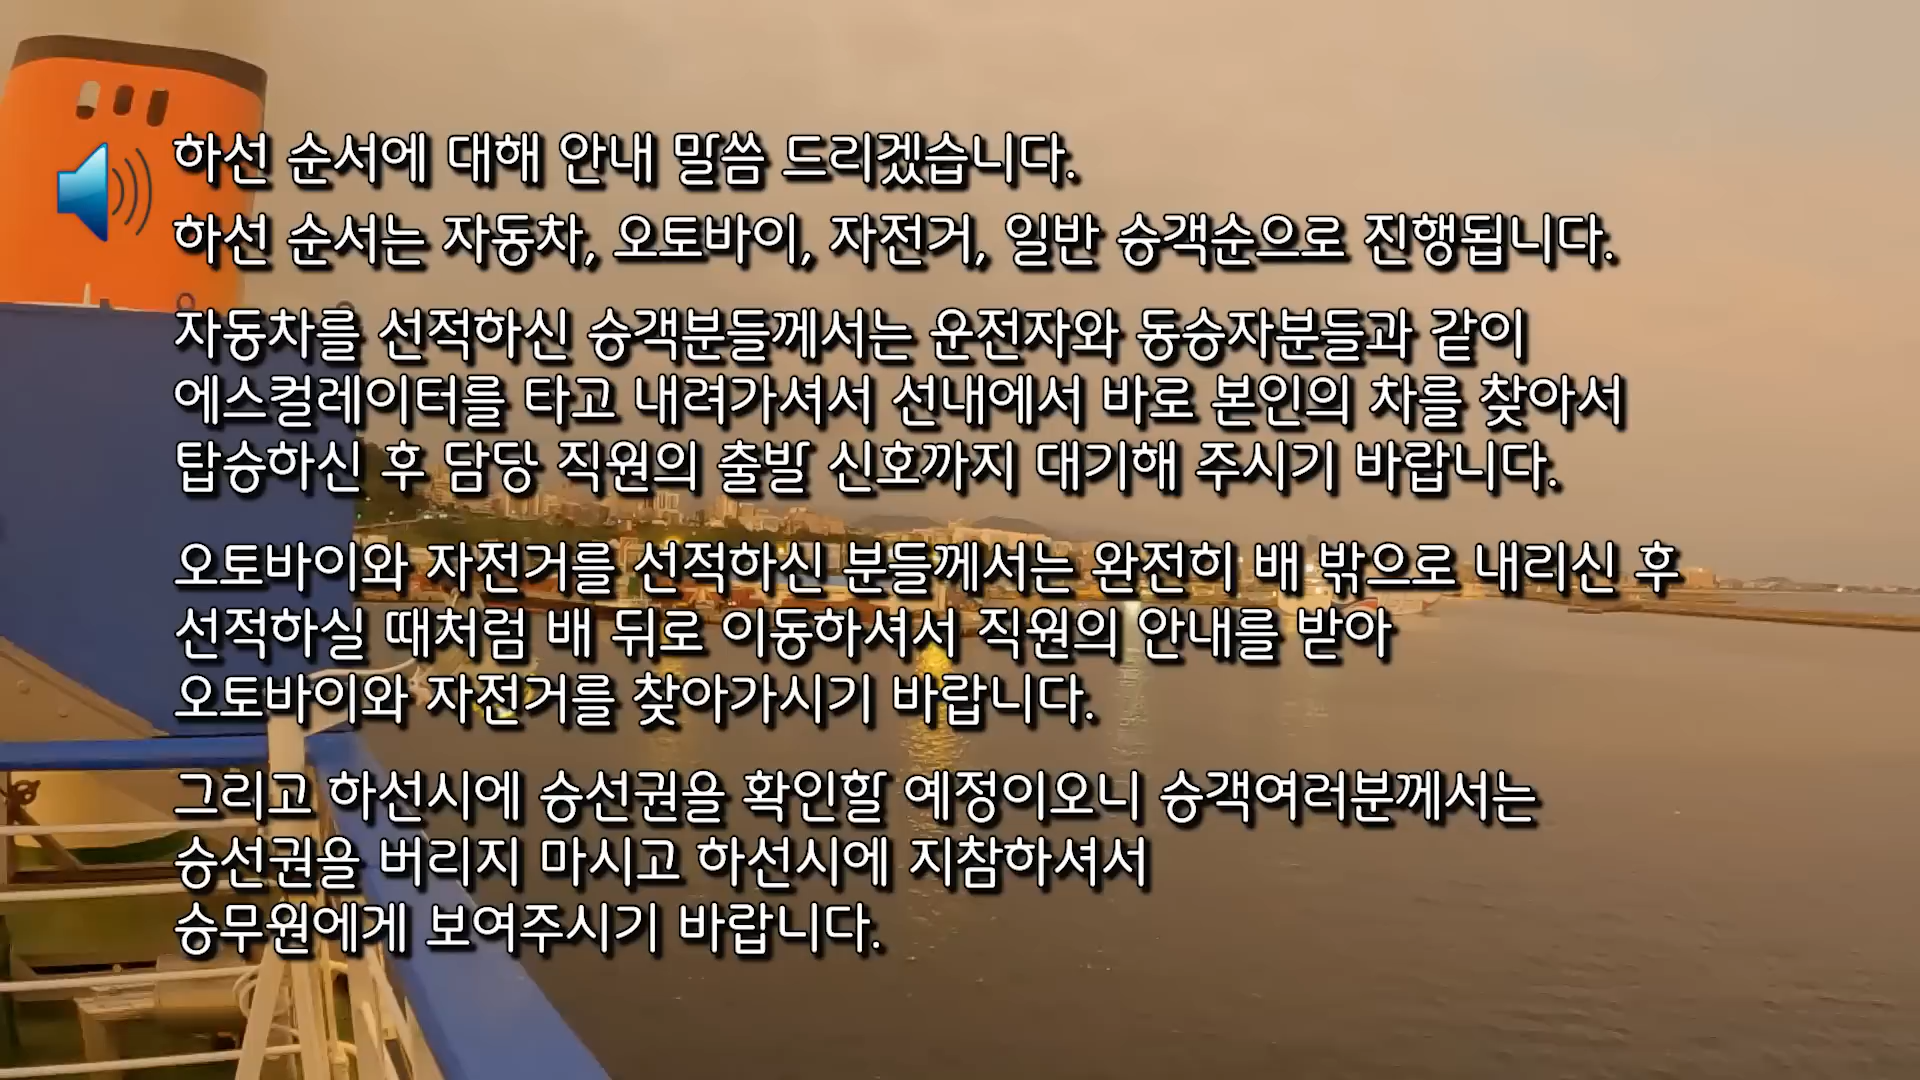 하선 순서에 대해 안내 말씀 드리겠습니다.
하선 순서는 자동차, 오토바이, 자전거, 일반 승객순으로 진행됩니다.
자동차를 선적하신 승객분들께서는 운전자와 동승자분들과 같이
에스컬레이터를 타고 내려가셔서 선내에서 바로 본인의 차를 찾아서
탑승하신 후 담당 직원의 출발 신호까지 대기해 주시기 바랍니다.
오토바이와 자전거를 선적하신 분들께서는 완전히 배 밖으로 내리신 후
선적하실 때처럼 배 뒤로 이동하셔서 직원의 안내를 받아
오토바이와 자전거를 찾아가시기 바랍니다.
그리고 하선시에 승선권을 확인할 예정이오니 승객여러분께서는
승선권을 버리지 마시고 하선시에 지참하셔서
승무원에게 보여주시기 바랍니다.